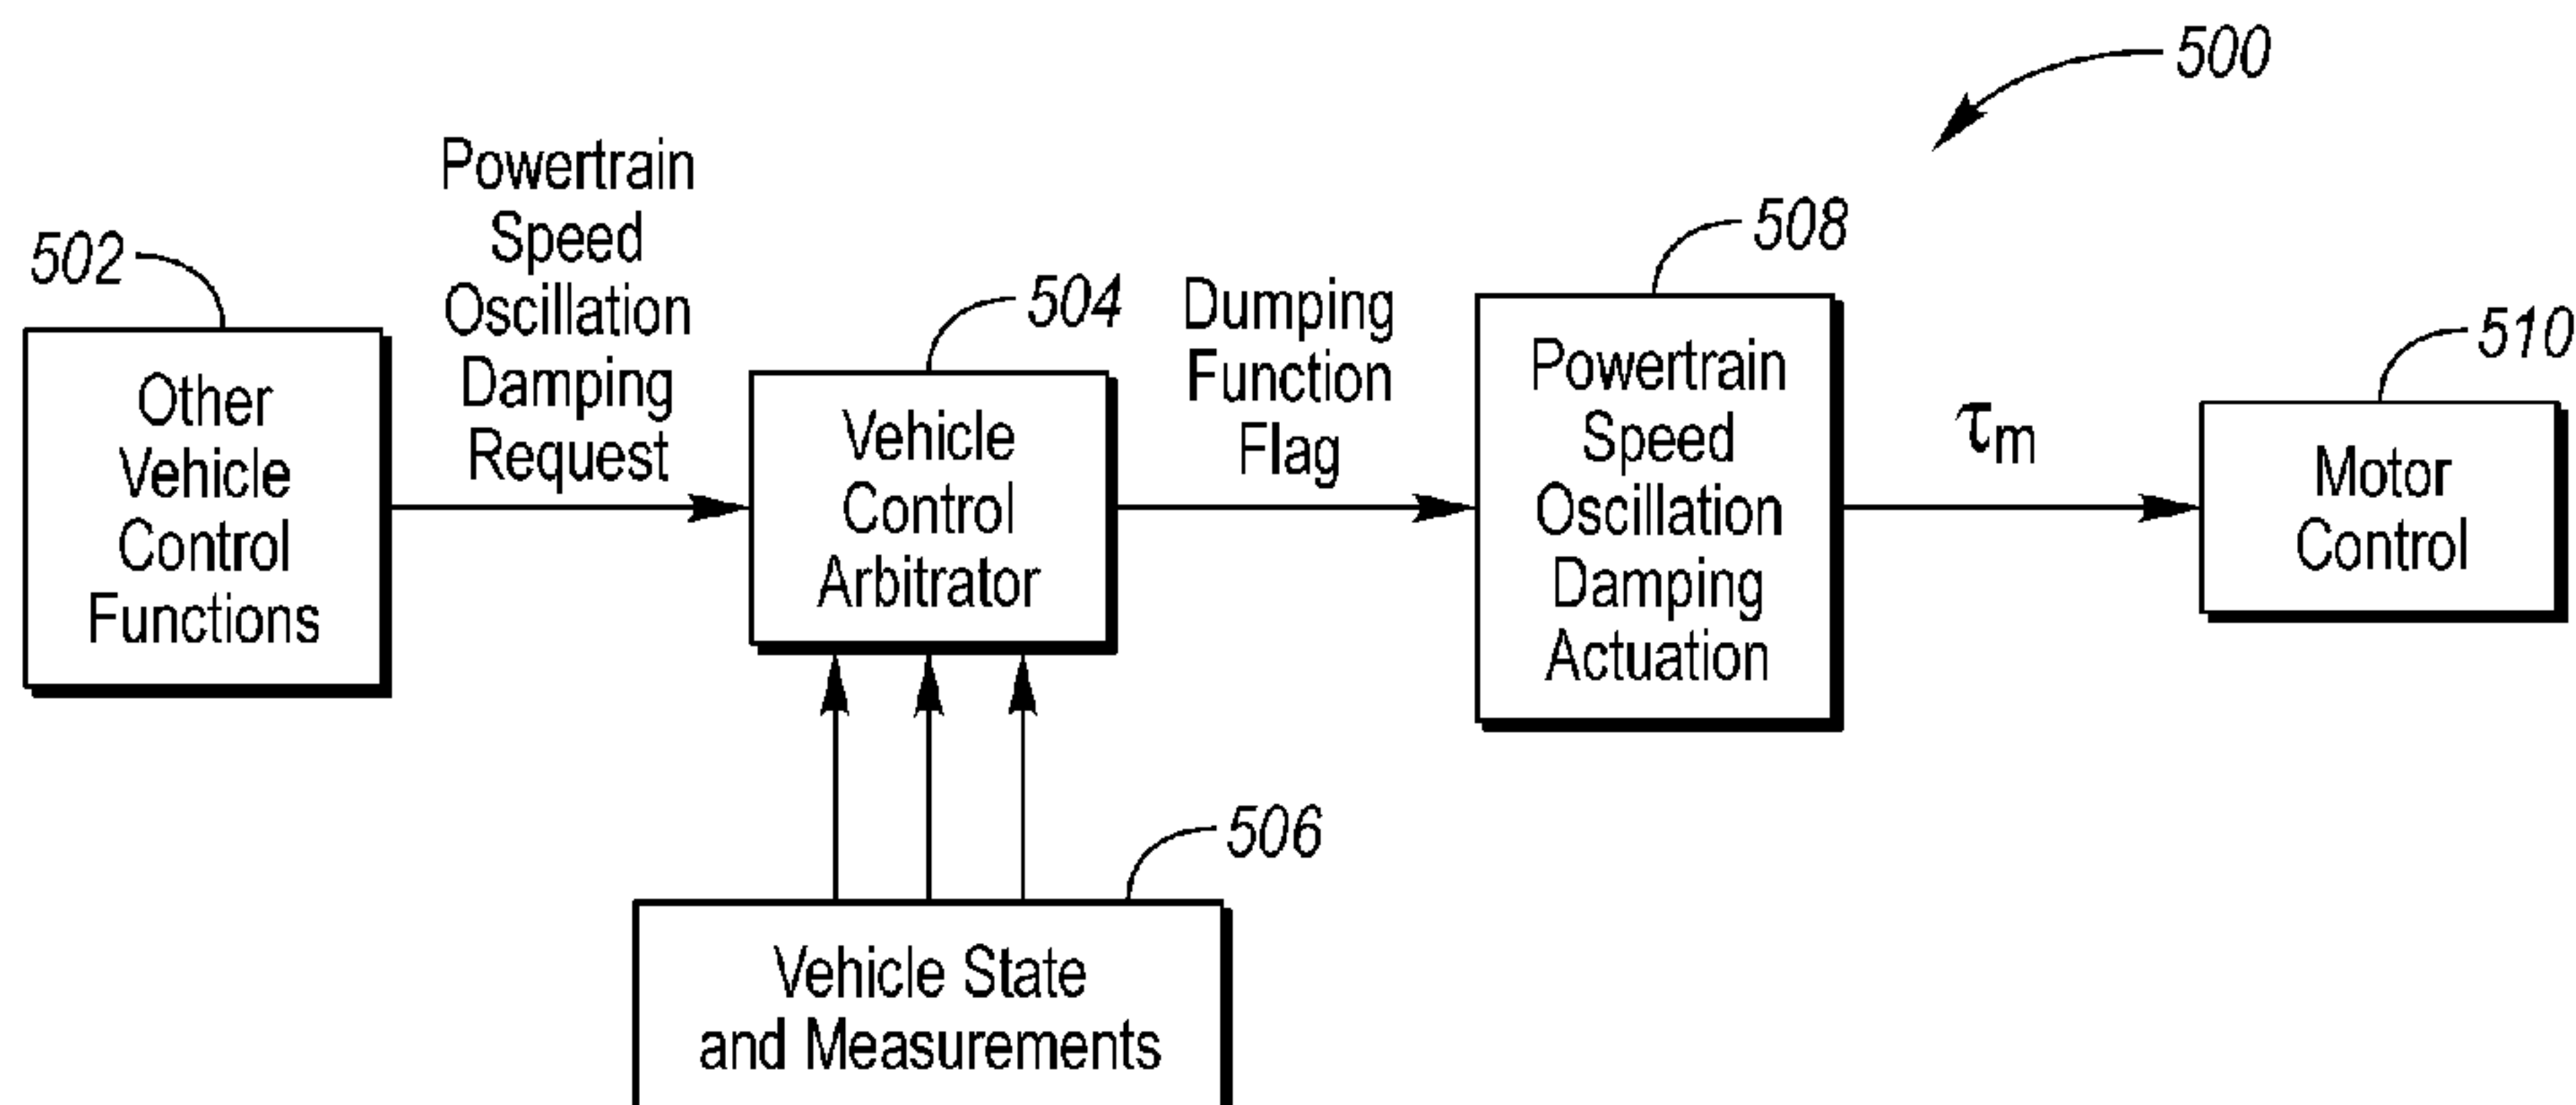 500
502
Powertrain
Speed
Oscillation
Damping
Request
504
Dumping
Function
Flag
508
510
Other
Vehicle
Control
Functions
Vehicle
Control
Arbitrator
Powertrain
Speed
Oscillation
Damping
Actuation
τm
Motor
Control
506
Vehicle State
and Measurements